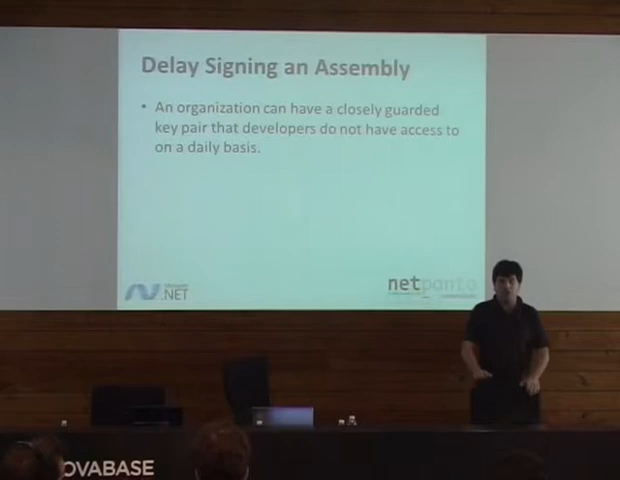 Delay Signing an Assembly
• An organization can have a closely guarded
key pair that developers do not have access to
on a daily basis.
.NET
netponto
OVABASE